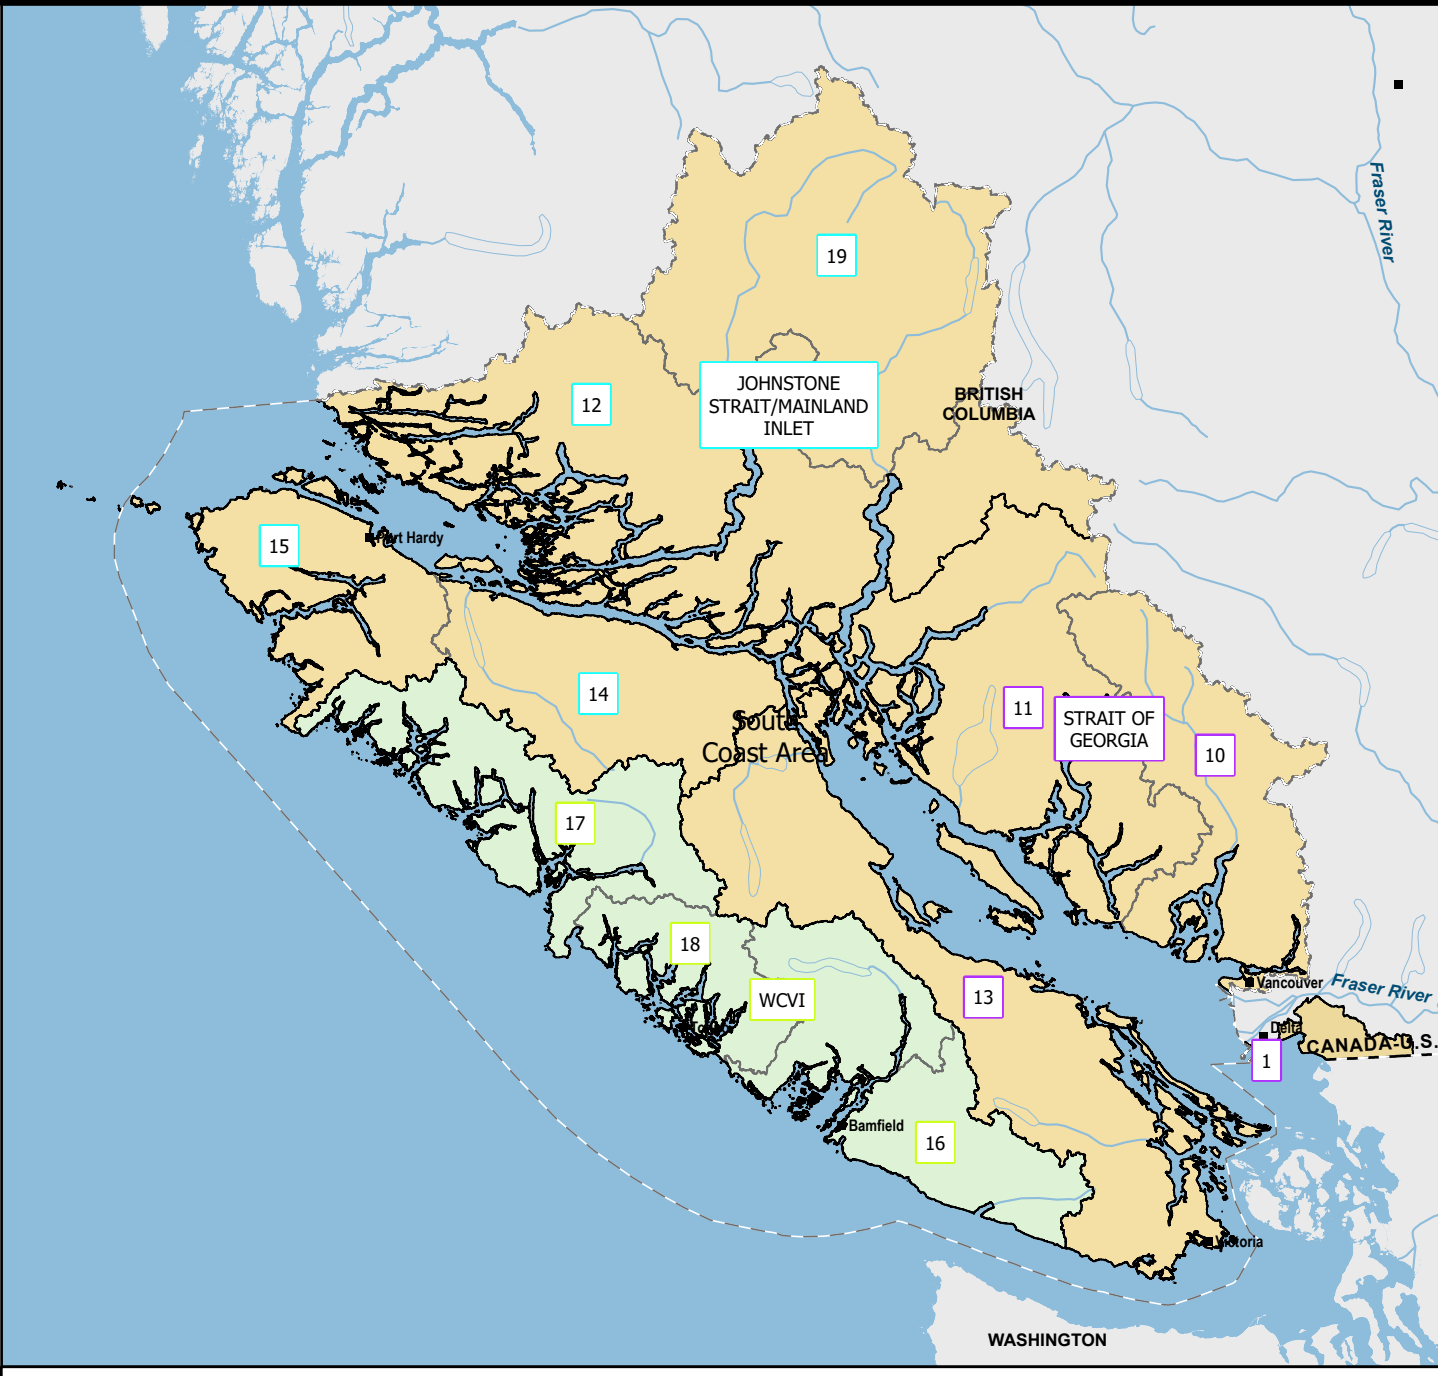 Fraser River
19
JOHNSTONE
STRAIT/MAINLAND
INLET
BRITISH
COLUMBIA
12
15
Port Hardy
14
11
STRAIT OF
GEORGIA
10
South
Coast Area
17
18
WCVI
13
Vancouver
Fraser River
Delta
CANADA-U.S.
1
Bamfield
16
Victoria
WASHINGTON